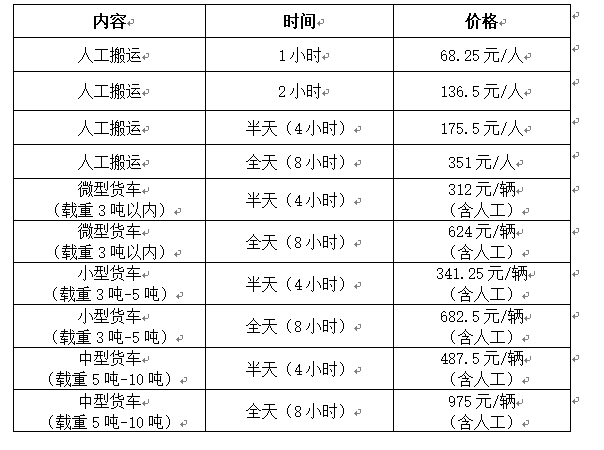 内容 时间 价格
人工搬运 1小时 68.25元/人
人工搬运 2小时 136.5元/人
人工搬运 半天（4小时） 175.5元/人
人工搬运 全天（8小时） 351元/人
微型货车
（载重3吨以内） 半天（4小时） 312元/辆
（含人工）
微型货车
（载重3吨以内） 全天（8小时） 624元/辆
（含人工）
小型货车
（载重3吨-5吨） 半天（4小时） 341.25元/辆
（含人工）
小型货车
（载重3吨-5吨） 全天（8小时） 682.5元/辆
（含人工）
中型货车
（载重5吨-10吨） 半天（4小时） 487.5元/辆
（含人工）
中型货车
（载重5吨-10吨） 全天（8小时） 975元/辆
（含人工）